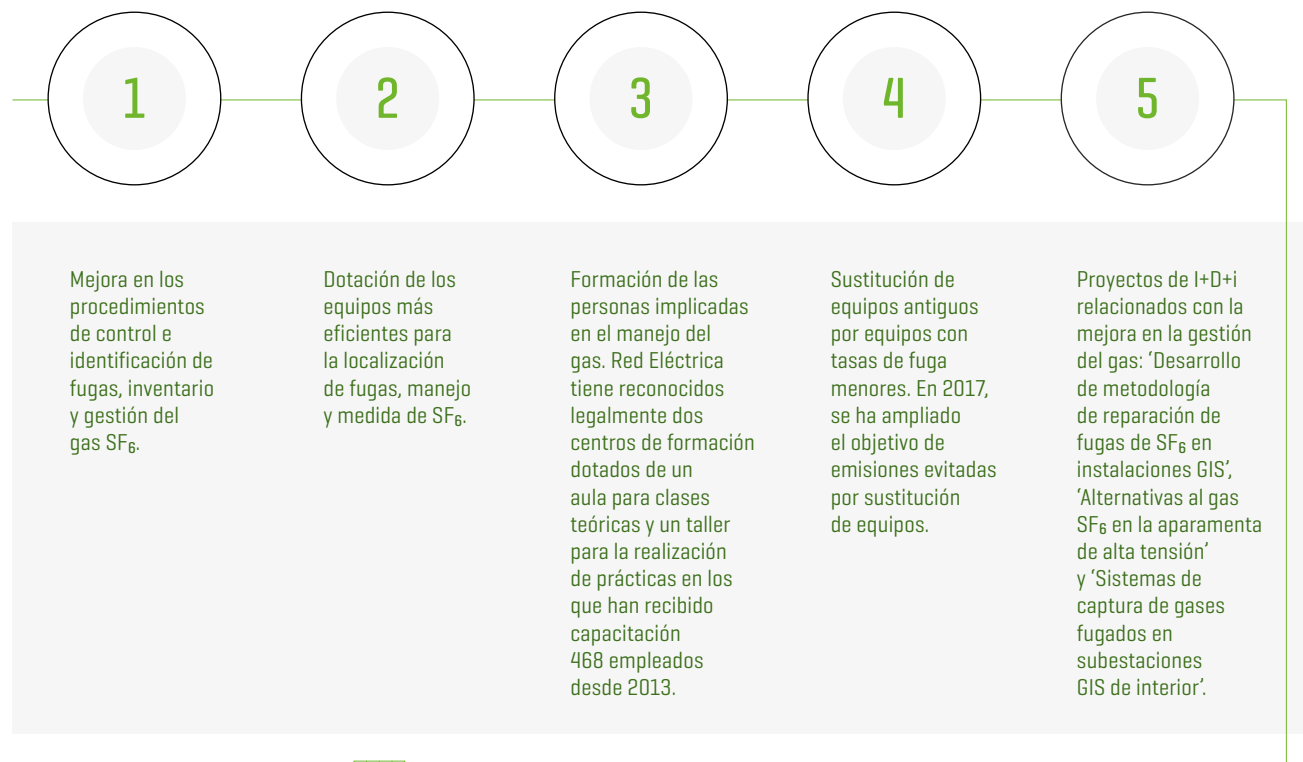 1
2
3
4
5
Mejora en los
procedimientos
de control e
identificación de
fugas, inventario
y gestión del
gas SF₆.
Dotación de los
equipos más
eficientes para
la localización
de fugas, manejo
y medida de SF₆.
Formación de las
personas implicadas
en el manejo del
gas. Red Eléctrica
tiene reconocidos
legalmente dos
centros de formación
dotados de un
aula para clases
teóricas y un taller
para la realización
de prácticas en los
que han recibido
capacitación
468 empleados
desde 2013.
Sustitución de
equipos antiguos
por equipos con
tasas de fuga
menores. En 2017,
se ha ampliado
el objetivo de
emisiones evitadas
por sustitución
de equipos.
Proyectos de I+D+i
relacionados con la
mejora en la gestión
del gas: ‘Desarrollo
de metodología
de reparación de
fugas de SF₆ en
instalaciones GIS’,
‘Alternativas al gas
SF₆ en la aparamenta
de alta tensión’
y ‘Sistemas de
captura de gases
fugados en
subestaciones
GIS de interior’.